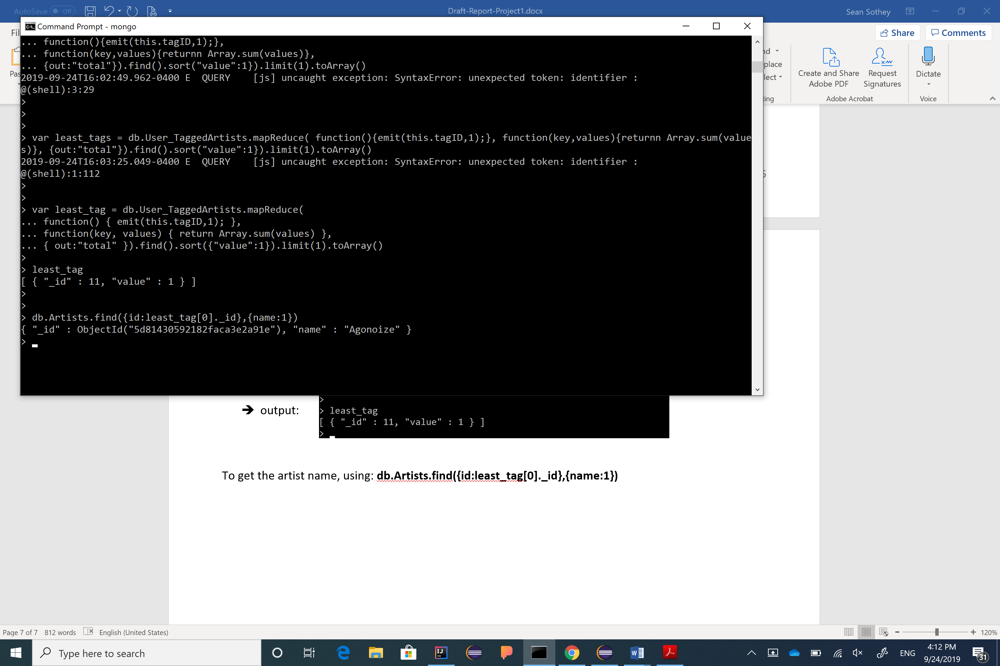 AutoSave Off
Draft-Report-Project1.docx
Sean Sothey
Command Prompt - mongo
Fil
Share
Comments
Pas
nd
place
lect
ting
Create and Share
Adobe PDF
Request
Signatures
Adobe Acrobat
Dictate
Voice
... function(){emit(this.tagID,1);},
... function(key,values){returnn Array.sum(values)},
... {out:"total"}).find().sort("value":1}).limit(1).toArray()
2019-09-24T16:02:49.962-0400 E  QUERY    [js] uncaught exception: SyntaxError: unexpected token: identifier :
@(shell):3:29
>
>
>
> var least_tags = db.User_TaggedArtists.mapReduce( function(){emit(this.tagID,1);}, function(key,values){returnn Array.sum(value
s)}, {out:"total"}).find().sort("value":1}).limit(1).toArray()
2019-09-24T16:03:25.049-0400 E  QUERY    [js] uncaught exception: SyntaxError: unexpected token: identifier :
@(shell):1:112
>
>
> var least_tag = db.User_TaggedArtists.mapReduce(
... function() { emit(this.tagID,1); },
... function(key, values) { return Array.sum(values) },
... { out:"total" }).find().sort({"value":1}).limit(1).toArray()
>
> least_tag
[ { "_id" : 11, "value" : 1 } ]
>
>
> db.Artists.find({id:least_tag[0]._id},{name:1})
{ "_id" : ObjectId("5d81430592182faca3e2a91e"), "name" : "Agonoize" }
>
➔ output:
>
> least_tag
[ { "_id" : 11, "value" : 1 } ]
>
To get the artist name, using: db.Artists.find({id:least_tag[0]._id},{name:1})
Page 7 of 7 812 words English (United States)
120%
Type here to search
ENG
4:12 PM
9/24/2019
31